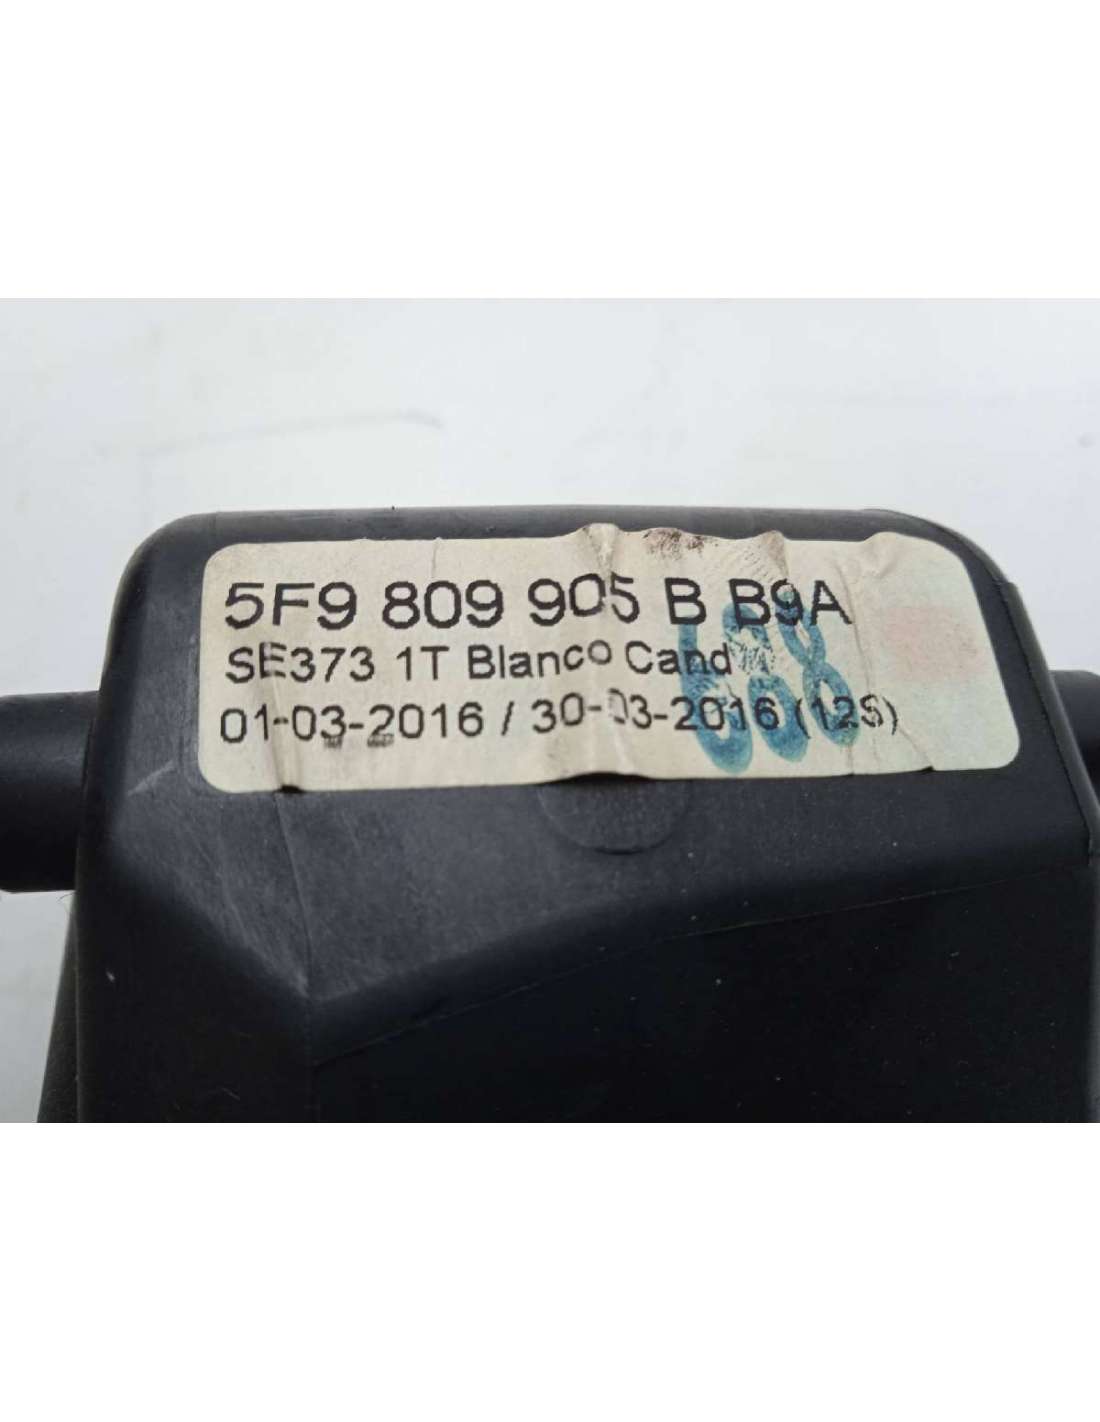 5F9 809 905 B B9A
SE373 1T Blanco Cand
01-03-2016 / 30-03-2016 (12S)